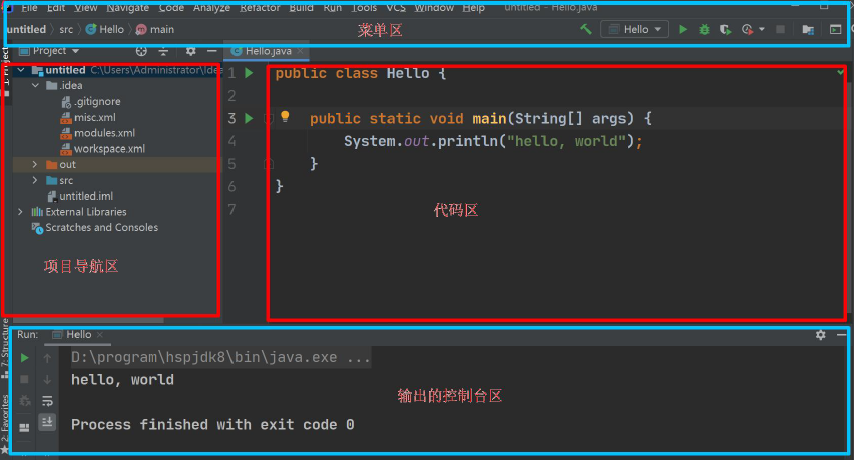 File Edit View Navigate Code Analyze Refactor Build Run Tools VCS Window Help untitled - Hello.java
untitled src Hello main
菜单区
Hello
Project
Hello.java
1: Project
untitled C:\Users\Administrator\Idea
.idea
.gitignore
misc.xml
modules.xml
workspace.xml
out
src
untitled.iml
External Libraries
Scratches and Consoles
项目导航区
1 public class Hello {
2
3 public static void main(String[] args) {
4 System.out.println("hello, world");
5 }
6 }
7
代码区
7: Structure
2: Favorites
Run: Hello
D:\program\hspjdk8\bin\java.exe ...
hello, world
输出的控制台区
Process finished with exit code 0